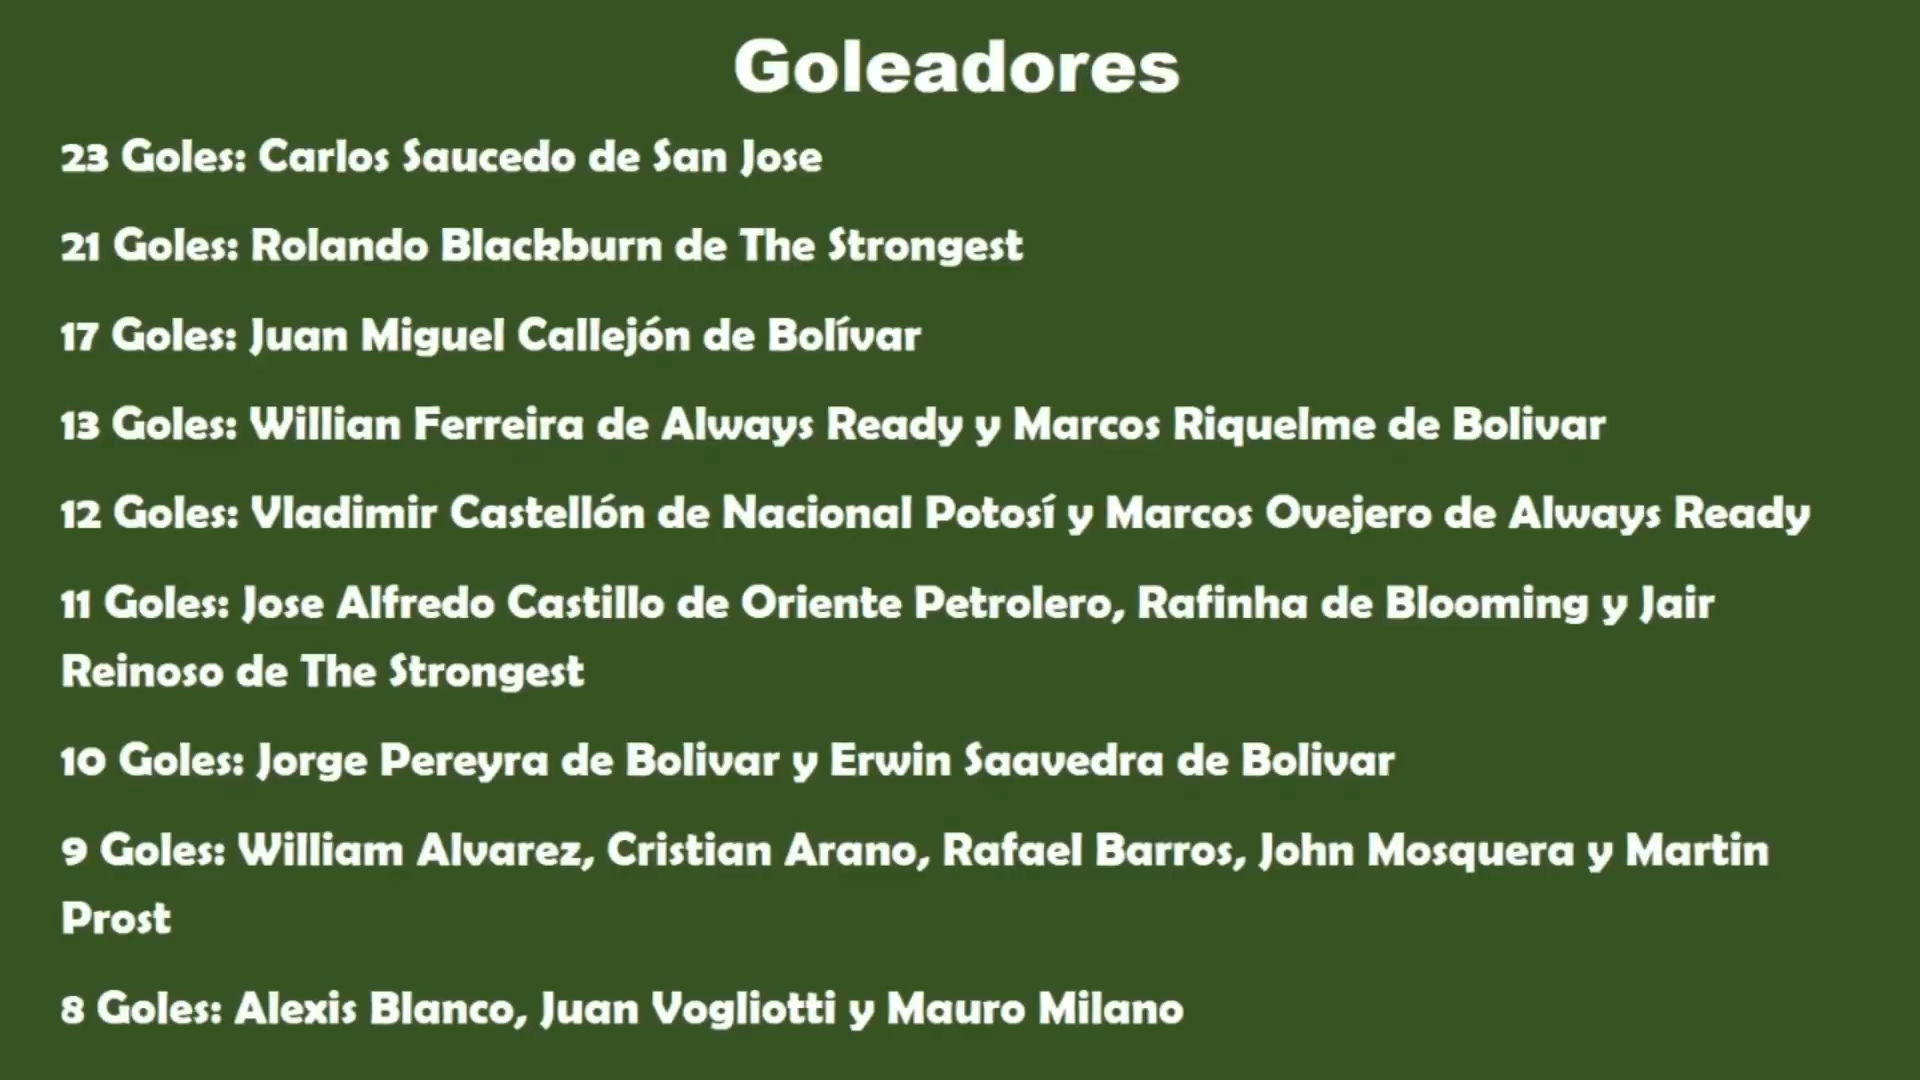 Goleadores
23 Goles: Carlos Saucedo de San Jose
21 Goles: Rolando Blackburn de The Strongest
17 Goles: Juan Miguel Callejón de Bolívar
13 Goles: Willian Ferreira de Always Ready y Marcos Riquelme de Bolivar
12 Goles: Vladimir Castellón de Nacional Potosí y Marcos Ovejero de Always Ready
11 Goles: Jose Alfredo Castillo de Oriente Petrolero, Rafinha de Blooming y Jair
Reinoso de The Strongest
10 Goles: Jorge Pereyra de Bolivar y Erwin Saavedra de Bolivar
9 Goles: William Alvarez, Cristian Arano, Rafael Barros, John Mosquera y Martin
Prost
8 Goles: Alexis Blanco, Juan Vogliotti y Mauro Milano